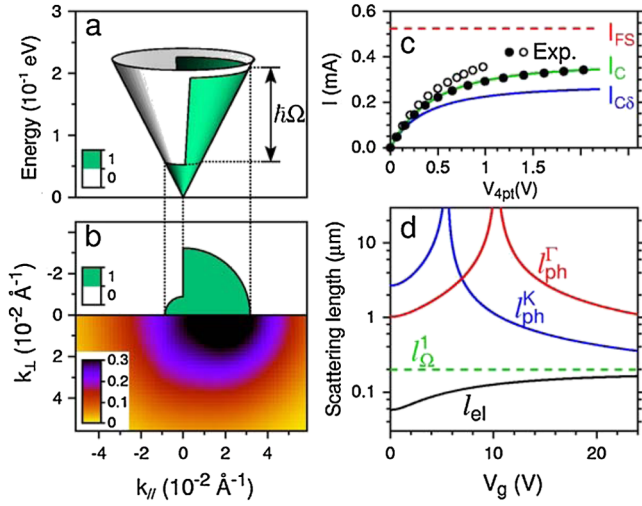 a
Energy (10⁻¹ eV)
3
2
1
0
ħΩ
1
0
b
k⊥ (10⁻² Å⁻¹)
-2
0
2
4
1
0
0.3
0.2
0.1
0
-4
-2
0
2
4
k// (10⁻² Å⁻¹)
c
I (mA)
0.6
0.4
0.2
0.0
I_FS
Exp.
I_C
I_Cδ
0
0.5
1
1.5
V_4pt(V)
d
Scattering length (μm)
10
1
0.1
l_ph^Γ
l_ph^K
l_Ω^1
l_el
0
10
20
V_g (V)